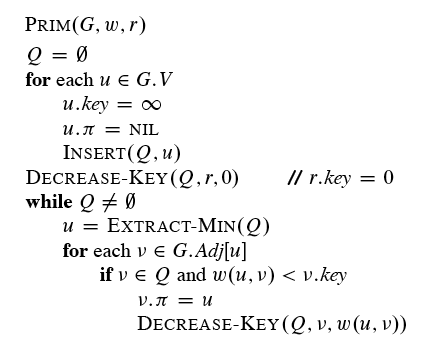 PRIM(G, w, r)
Q = ∅
for each u ∈ G.V
u.key = ∞
u.π = NIL
INSERT(Q, u)
DECREASE-KEY(Q, r, 0) // r.key = 0
while Q ≠ ∅
u = EXTRACT-MIN(Q)
for each ν ∈ G.Adj[u]
if ν ∈ Q and w(u, ν) < ν.key
ν.π = u
DECREASE-KEY(Q, ν, w(u, ν))